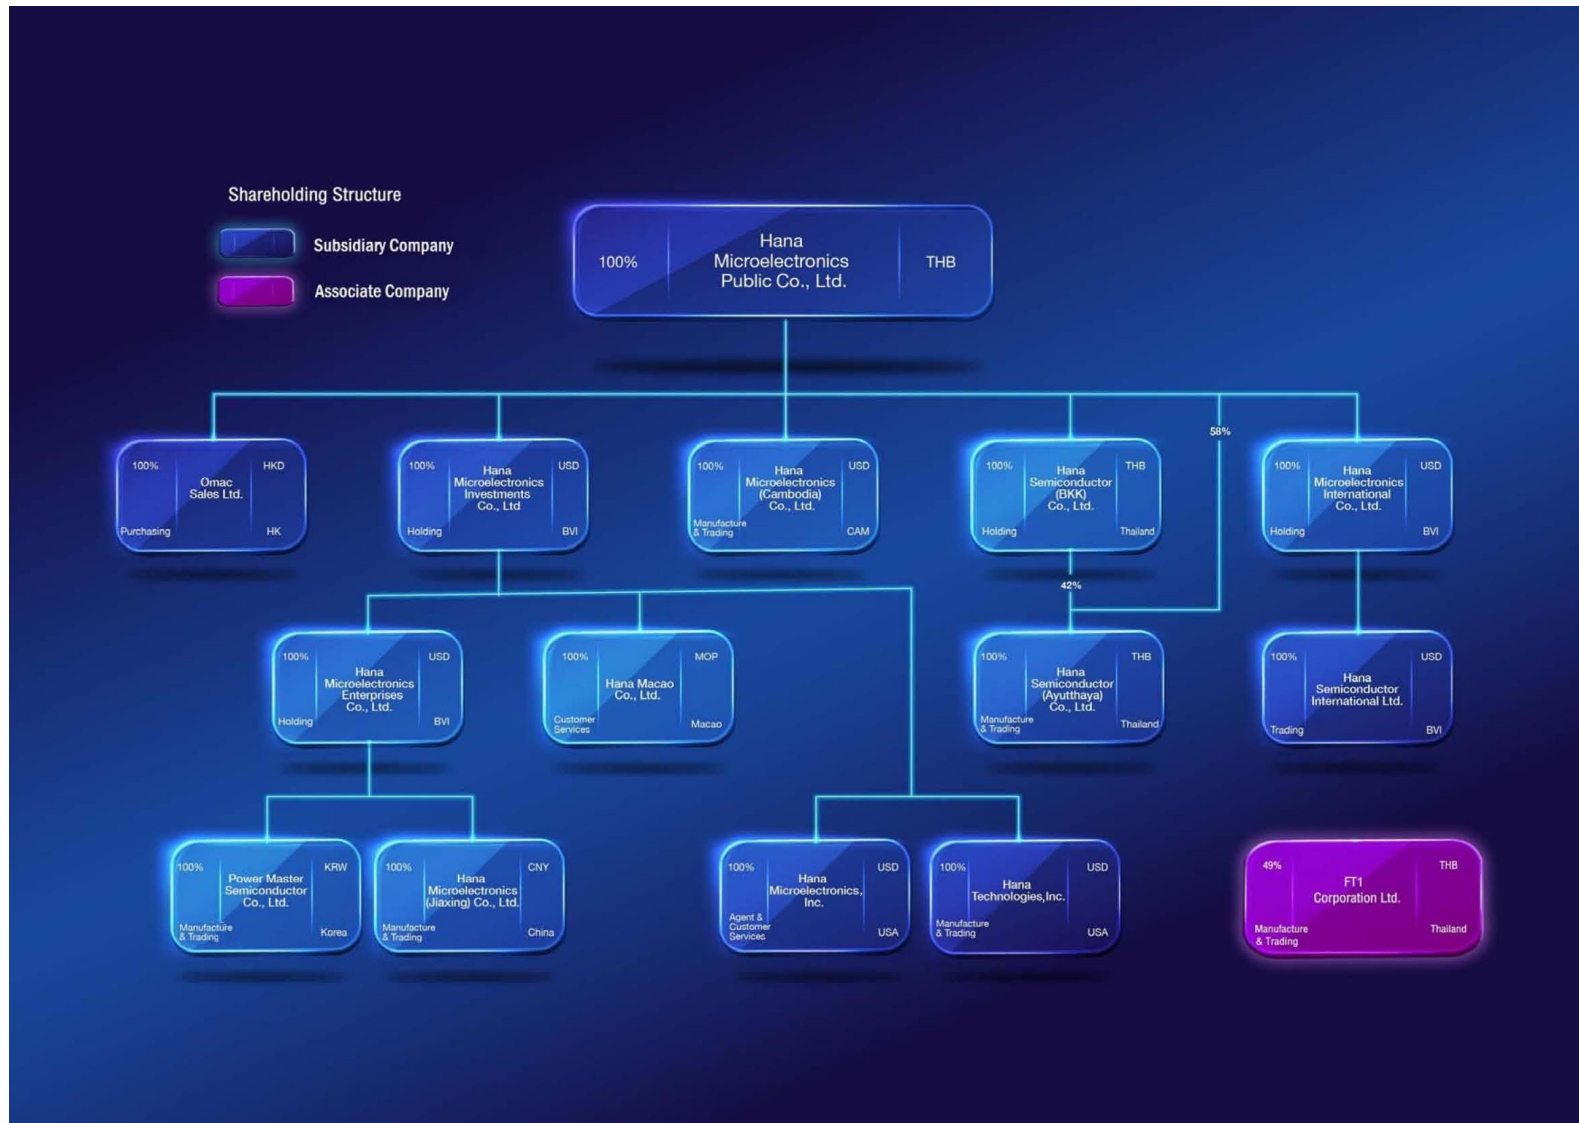 Shareholding Structure
Subsidiary Company
Associate Company
100%
Hana
Microelectronics
Public Co., Ltd.
THB
100%
Omac
Sales Ltd.
HKD
Purchasing
HK
100%
Hana
Microelectronics
Investments
Co., Ltd
USD
Holding
BVI
100%
Hana
Microelectronics
(Cambodia)
Co., Ltd.
USD
Manufacture
& Trading
CAM
100%
Hana
Semiconductor
(BKK)
Co., Ltd.
THB
Holding
Thailand
58%
100%
Hana
Microelectronics
International
Co., Ltd.
USD
Holding
BVI
42%
100%
Hana
Microelectronics
Enterprises
Co., Ltd.
USD
Holding
BVI
100%
Hana Macao
Co., Ltd.
MOP
Customer
Services
Macao
100%
Hana
Semiconductor
(Ayutthaya)
Co., Ltd.
THB
Manufacture
& Trading
Thailand
100%
Hana
Semiconductor
International Ltd.
USD
Trading
BVI
100%
Power Master
Semiconductor
Co., Ltd.
KRW
Manufacture
& Trading
Korea
100%
Hana
Microelectronics
(Jiaxing) Co., Ltd.
CNY
Manufacture
& Trading
China
100%
Hana
Microelectronics,
Inc.
USD
Agent &
Customer
Services
USA
100%
Hana
Technologies,Inc.
USD
Manufacture
& Trading
USA
49%
FT1
Corporation Ltd.
THB
Manufacture
& Trading
Thailand